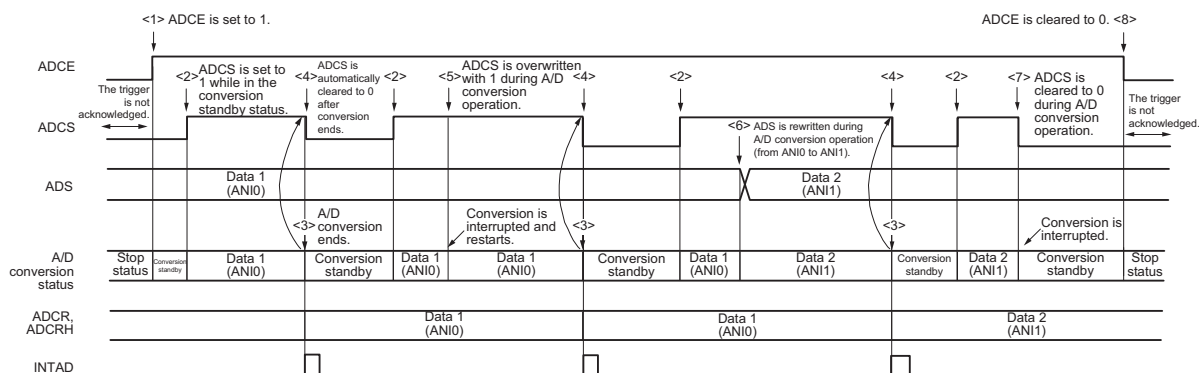 <1> ADCE is set to 1.
ADCE is cleared to 0. <8>
ADCE
<2>
ADCS is set to
1 while in the
conversion
standby status.
<4>
ADCS is
automatically
cleared to 0
after
conversion
ends.
<2>
<5>
ADCS is overwritten
with 1 during A/D
conversion
operation.
<4>
<2>
<4>
<2>
<7>
ADCS is
cleared to 0
during A/D
conversion
operation.
The trigger
is not
acknowledged.
The trigger
is not
acknowledged.
ADCS
<6> ADS is rewritten during
A/D conversion operation
(from ANI0 to ANI1).
ADS
Data 1
(ANI0)
Data 2
(ANI1)
<3>
A/D
conversion
ends.
Conversion is
interrupted and
restarts.
<3>
<3>
Conversion is
interrupted.
A/D
conversion
status
Stop
status
Conversion
standby
Data 1
(ANI0)
Conversion
standby
Data 1
(ANI0)
Data 1
(ANI0)
Conversion
standby
Data 1
(ANI0)
Data 2
(ANI1)
Conversion
standby
Data 2
(ANI1)
Conversion
standby
Stop
status
ADCR,
ADCRH
Data 1
(ANI0)
Data 1
(ANI0)
Data 2
(ANI1)
INTAD